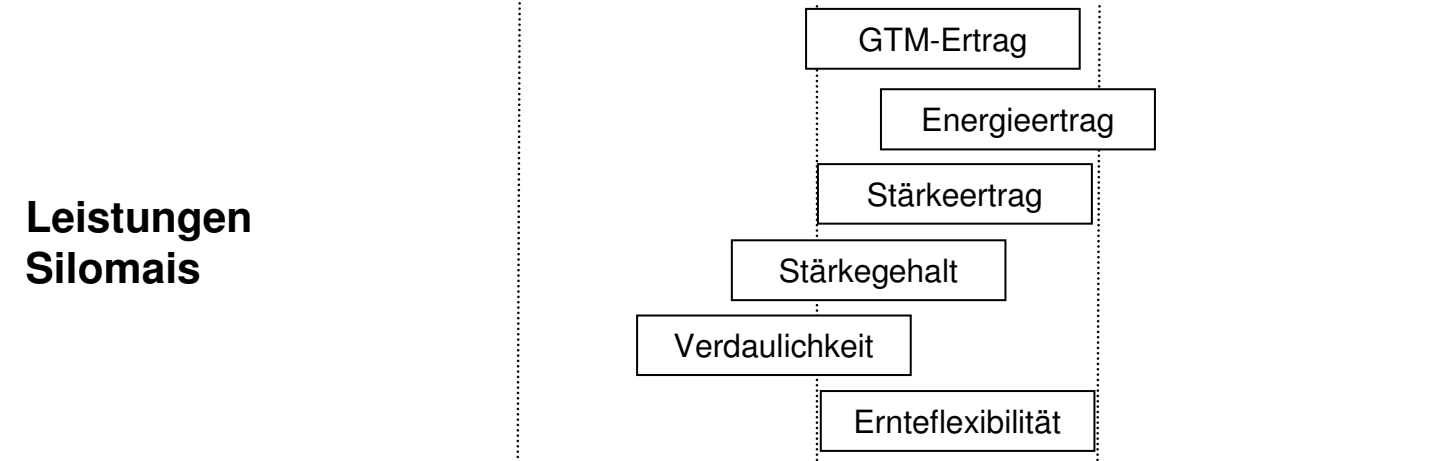 GTM-Ertrag
Energieertrag
Stärkeertrag
Leistungen
Silomais
Stärkegehalt
Verdaulichkeit
Ernteflexibilität